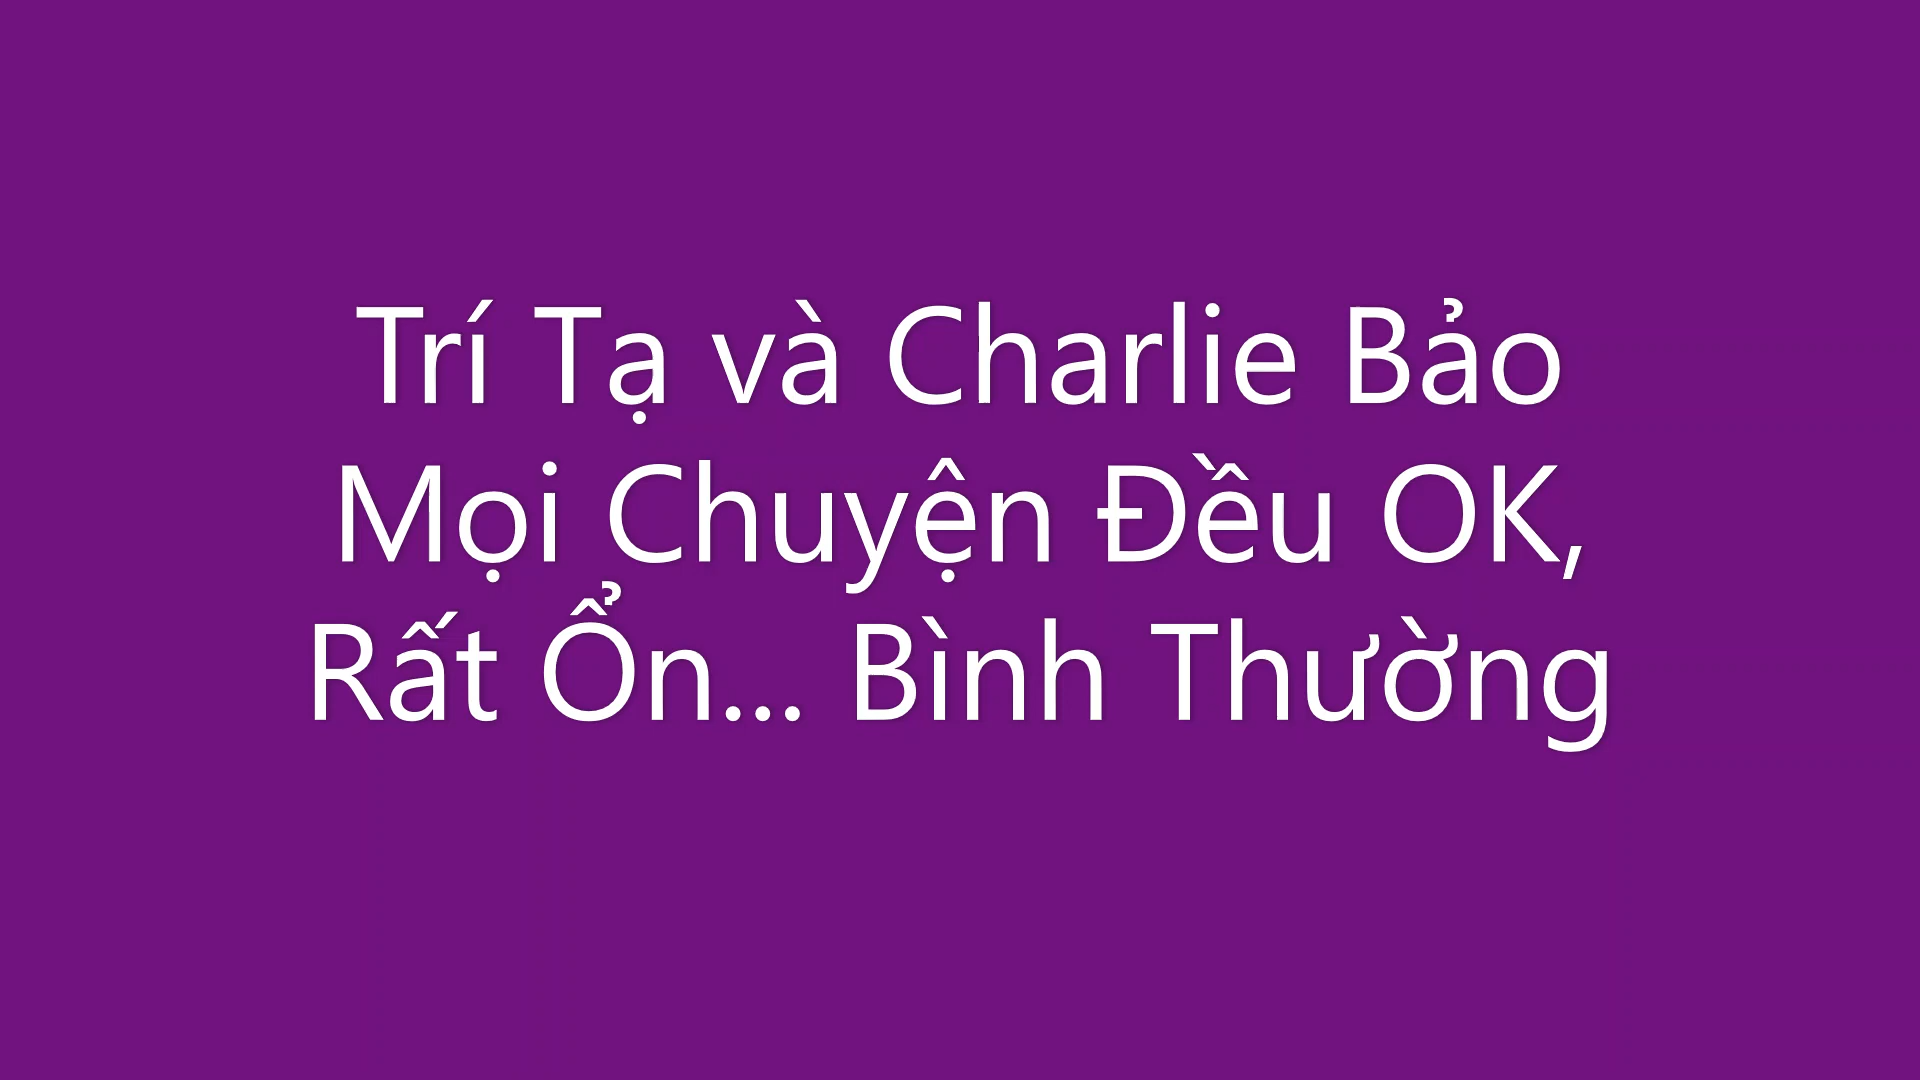 Trí Tạ và Charlie Bảo
Mọi Chuyện Đều OK,
Rất Ổn... Bình Thường